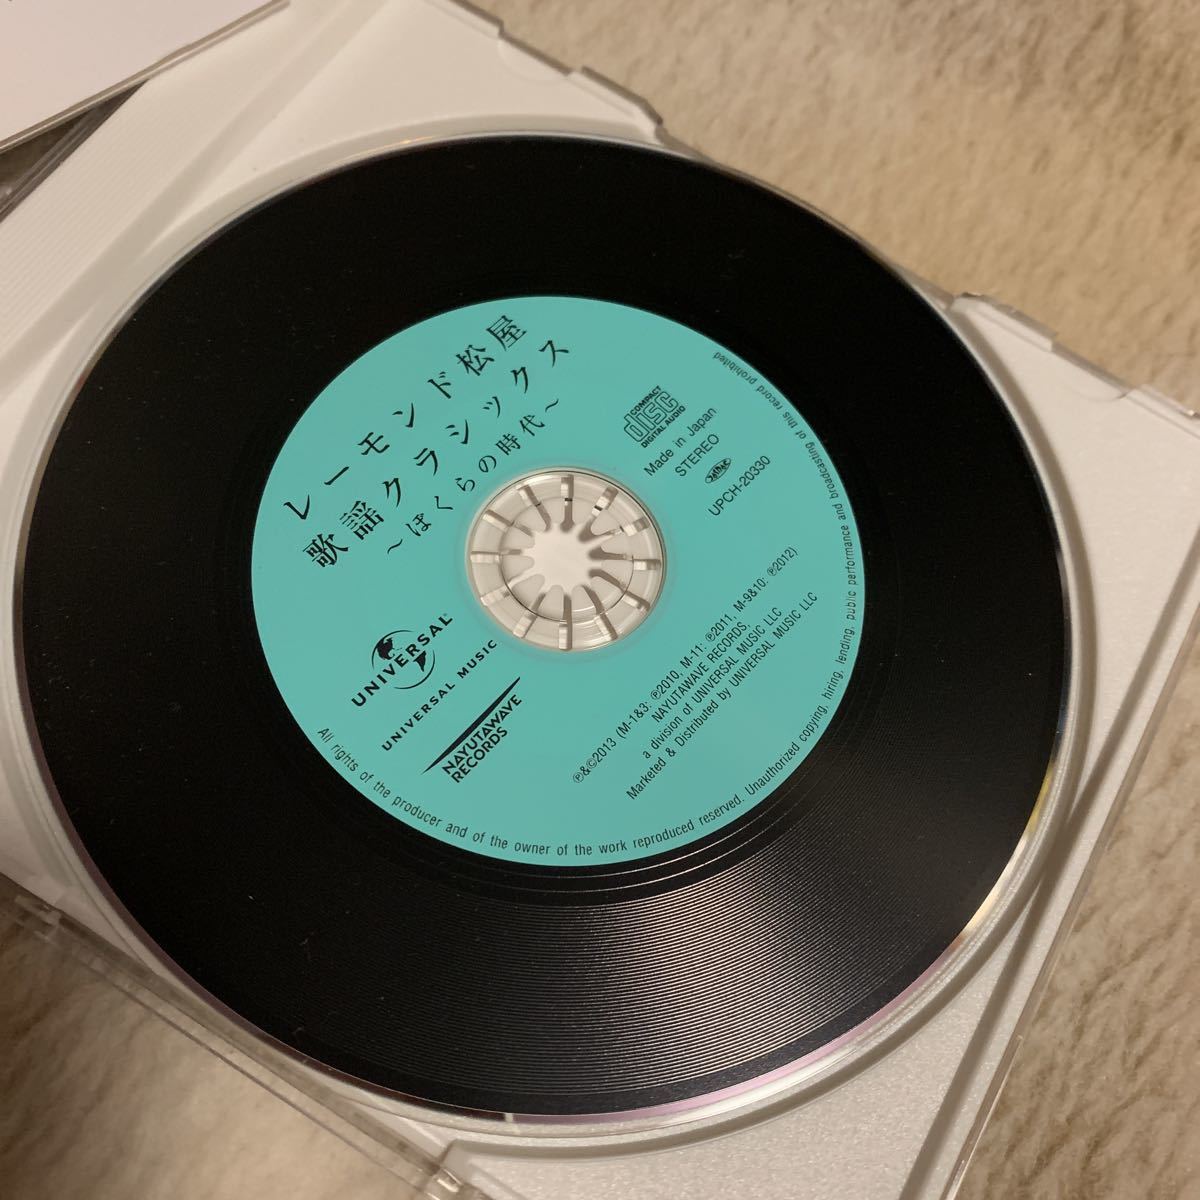 レーモンド松屋
歌謡クラシックス
～ぼくらの時代～
COMPACT
disc
DIGITAL AUDIO
Made in Japan
STEREO
UPCH-20330
UNIVERSAL
UNIVERSAL MUSIC
NAYUTAWAVE
RECORDS
℗&©2013 (M-1&3: ℗2010, M-11: ℗2011, M-9&10: ℗2012)
NAYUTAWAVE RECORDS,
a division of UNIVERSAL MUSIC LLC
Marketed & Distributed by UNIVERSAL MUSIC LLC
All rights of the producer and of the owner of the work reproduced reserved. Unauthorized copying, hiring, lending, public performance and broadcasting of this record prohibited